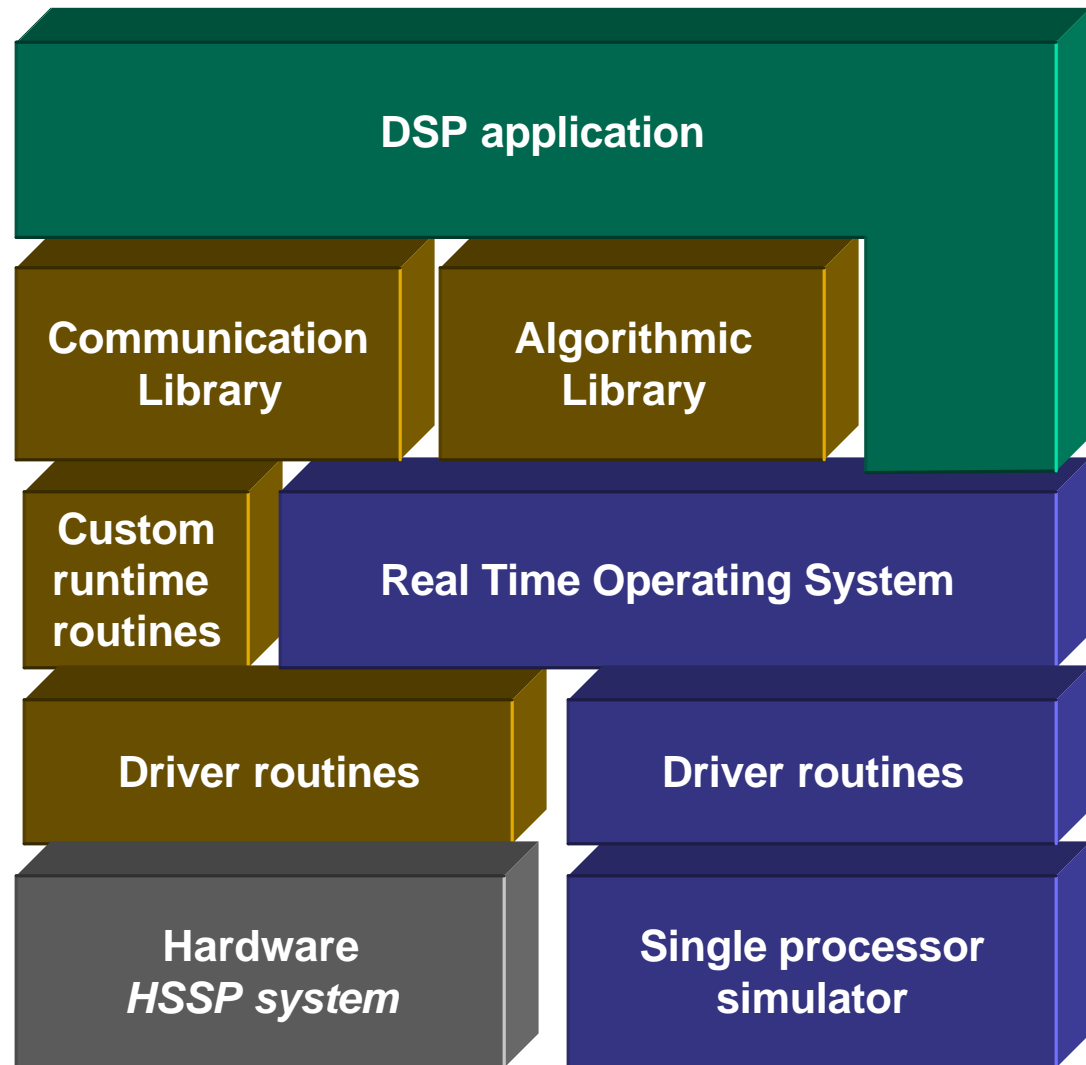 DSP application
Communication
Library
Algorithmic
Library
Custom
runtime
routines
Real Time Operating System
Driver routines
Driver routines
Hardware
HSSP system
Single processor
simulator